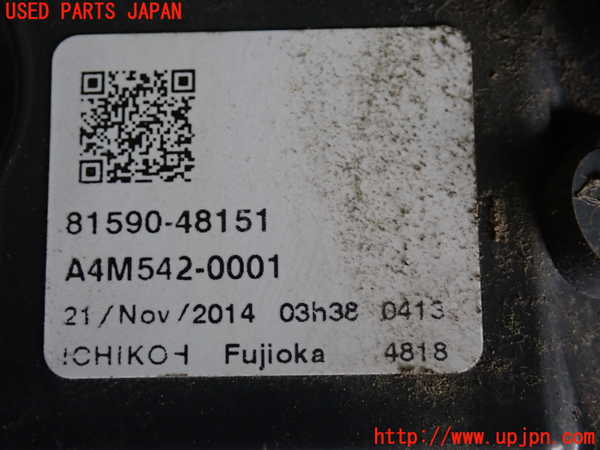 USED PARTS JAPAN
81590-48151
A4M542-0001
21/Nov/2014 03h38 0413
ICHIKOH Fujioka 4818
http://www.upjpn.com/